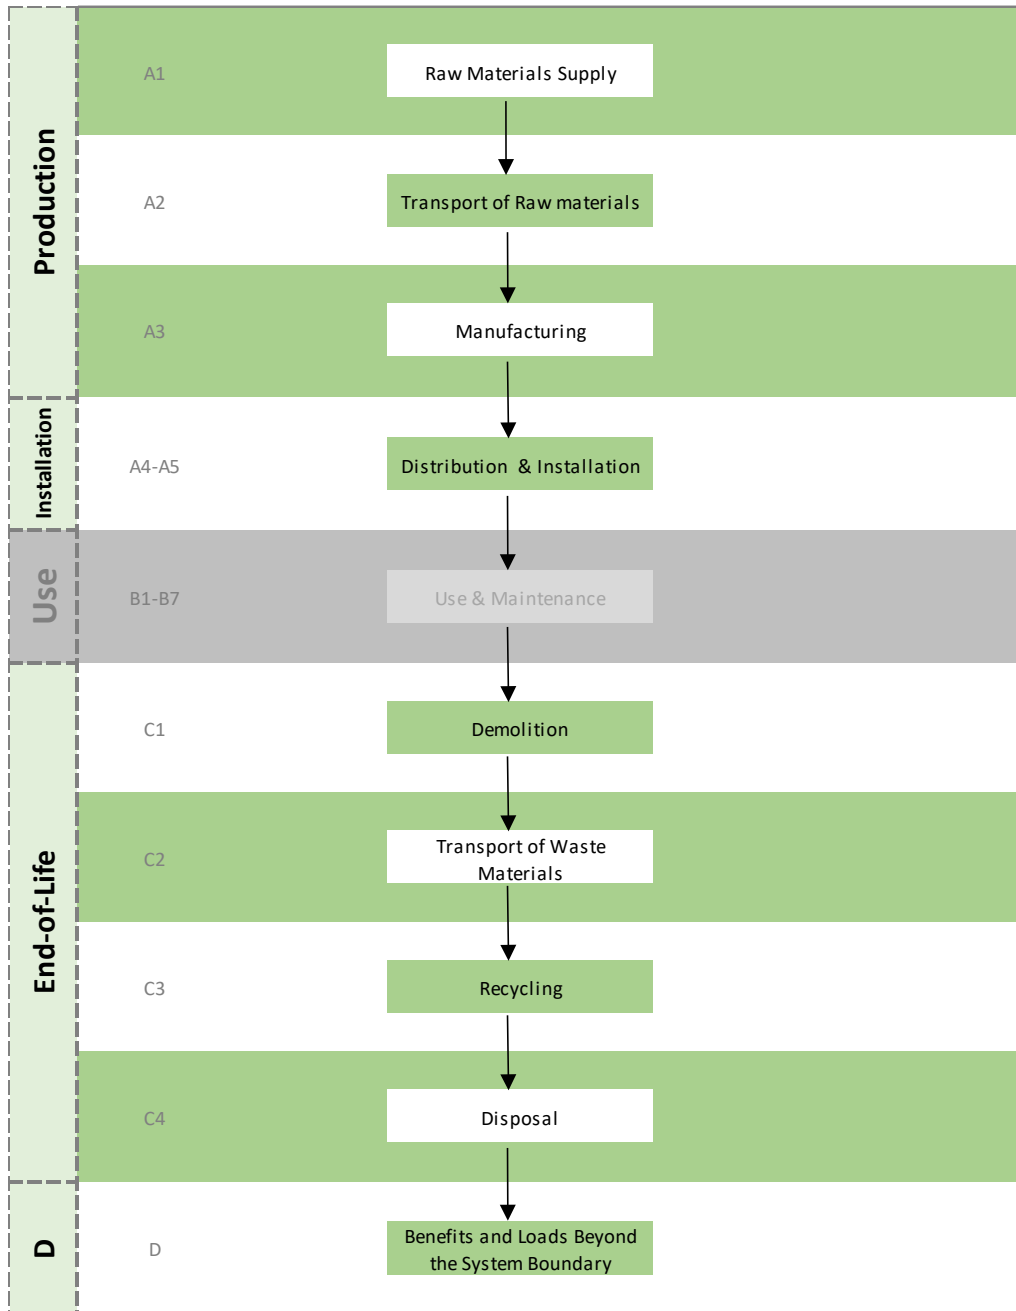 Production
A1
Raw Materials Supply
A2
Transport of Raw materials
A3
Manufacturing
Installation
A4-A5
Distribution & Installation
Use
B1-B7
Use & Maintenance
End-of-Life
C1
Demolition
C2
Transport of Waste
Materials
C3
Recycling
C4
Disposal
D
D
Benefits and Loads Beyond
the System Boundary